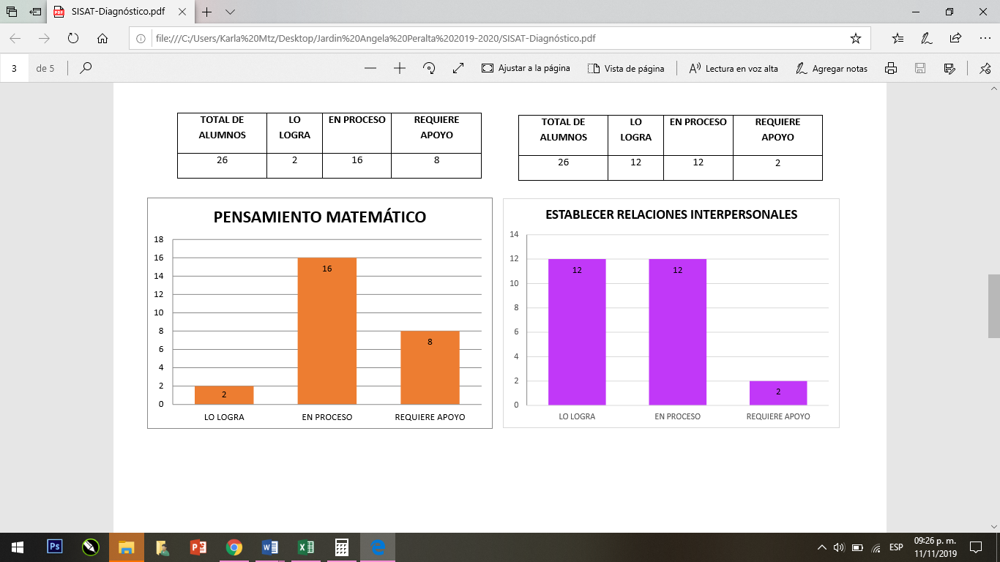 SISAT-Diagnóstico.pdf
file:///C:/Users/Karla%20Mtz/Desktop/Jardin%20Angela%20Peralta%202019-2020/SISAT-Diagnóstico.pdf
3 de 5 Ajustar a la página Vista de página Lectura en voz alta Agregar notas
TOTAL DE ALUMNOS LO LOGRA EN PROCESO REQUIERE APOYO
26 2 16 8
TOTAL DE ALUMNOS LO LOGRA EN PROCESO REQUIERE APOYO
26 12 12 2
PENSAMIENTO MATEMÁTICO
18
16
14
12
10
8
6
4
2
0
16
8
2
LO LOGRA EN PROCESO REQUIERE APOYO
ESTABLECER RELACIONES INTERPERSONALES
14
12
10
8
6
4
2
0
12 12
2
LO LOGRA EN PROCESO REQUIERE APOYO
Ps
ESP
09:26 p. m.
11/11/2019